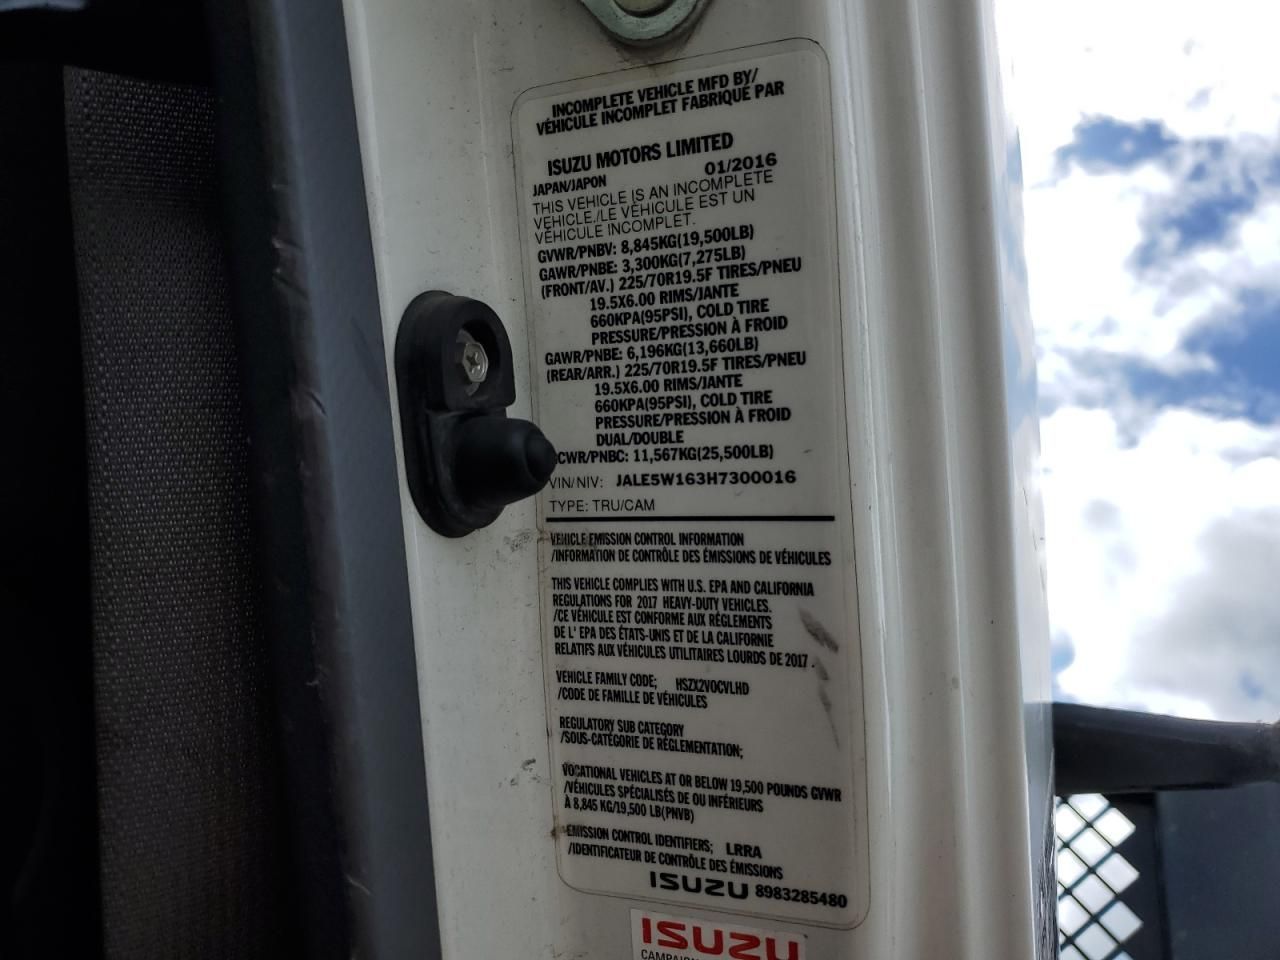 INCOMPLETE VEHICLE MFD BY/
VÉHICULE INCOMPLET FABRIQUÉ PAR
ISUZU MOTORS LIMITED
JAPAN/JAPON 01/2016
THIS VEHICLE IS AN INCOMPLETE
VEHICLE./LE VÉHICULE EST UN
VÉHICULE INCOMPLET.
GVWR/PNBV: 8,845KG(19,500LB)
GAWR/PNBE: 3,300KG(7,275LB)
(FRONT/AV.) 225/70R19.5F TIRES/PNEU
19.5X6.00 RIMS/JANTE
660KPA(95PSI), COLD TIRE
PRESSURE/PRESSION À FROID
GAWR/PNBE: 6,196KG(13,660LB)
(REAR/ARR.) 225/70R19.5F TIRES/PNEU
19.5X6.00 RIMS/JANTE
660KPA(95PSI), COLD TIRE
PRESSURE/PRESSION À FROID
DUAL/DOUBLE
CWR/PNBC: 11,567KG(25,500LB)
VIN/NIV: JALE5W163H7300016
TYPE: TRU/CAM
VEHICLE EMISSION CONTROL INFORMATION
/INFORMATION DE CONTRÔLE DES ÉMISSIONS DE VÉHICULES
THIS VEHICLE COMPLIES WITH U.S. EPA AND CALIFORNIA
REGULATIONS FOR 2017 HEAVY-DUTY VEHICLES.
/CE VÉHICULE EST CONFORME AUX RÉGLEMENTS
DE L' EPA DES ÉTATS-UNIS ET DE LA CALIFORNIE
RELATIFS AUX VÉHICULES UTILITAIRES LOURDS DE 2017 .
VEHICLE FAMILY CODE; HSZX2VOCVLHD
/CODE DE FAMILLE DE VÉHICULES
REGULATORY SUB CATEGORY
/SOUS-CATÉGORIE DE RÉGLEMENTATION;
VOCATIONAL VEHICLES AT OR BELOW 19,500 POUNDS GVWR
/VÉHICULES SPÉCIALISÉS DE OU INFÉRIEURS
À 8,845 KG/19,500 LB(PNVB)
EMISSION CONTROL IDENTIFIERS; LRRA
/IDENTIFICATEUR DE CONTRÔLE DES ÉMISSIONS
ISUZU 8983285480
ISUZU